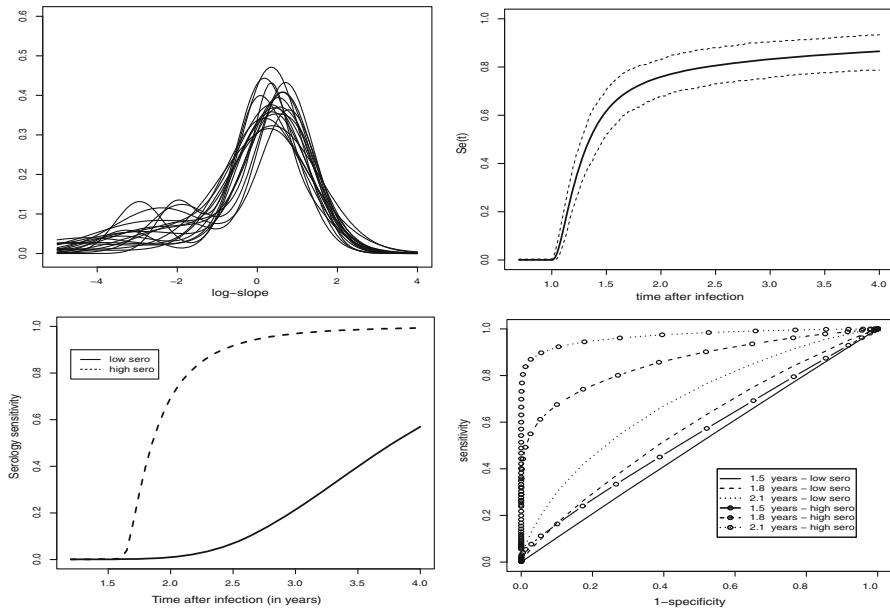 0.0 0.1 0.2 0.3 0.4 0.5 0.6
−4 −2 0 2 4
log−slope
Se(t)
0.0 0.2 0.4 0.6 0.8 1.0
1.0 1.5 2.0 2.5 3.0 3.5 4.0
time after infection
Serology sensitivity
0.0 0.2 0.4 0.6 0.8 1.0
low sero
high sero
1.5 2.0 2.5 3.0 3.5 4.0
Time after infection (in years)
sensitivity
0.0 0.2 0.4 0.6 0.8 1.0
1.5 years − low sero
1.8 years − low sero
2.1 years − low sero
1.5 years − high sero
1.8 years − high sero
2.1 years − high sero
0.0 0.2 0.4 0.6 0.8 1.0
1−specificity